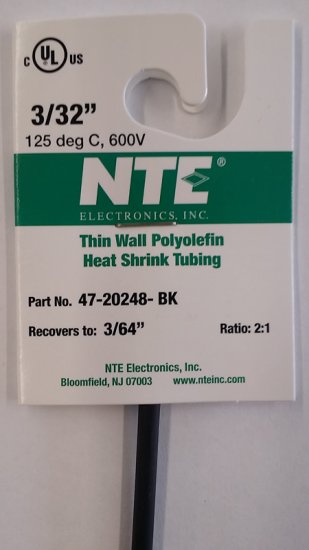 C UL US
3/32”
125 deg C, 600V
NTE®
ELECTRONICS, INC.
Thin Wall Polyolefin
Heat Shrink Tubing
Part No. 47-20248- BK
Recovers to: 3/64” Ratio: 2:1
NTE Electronics, Inc.
Bloomfield, NJ 07003 www.nteinc.com